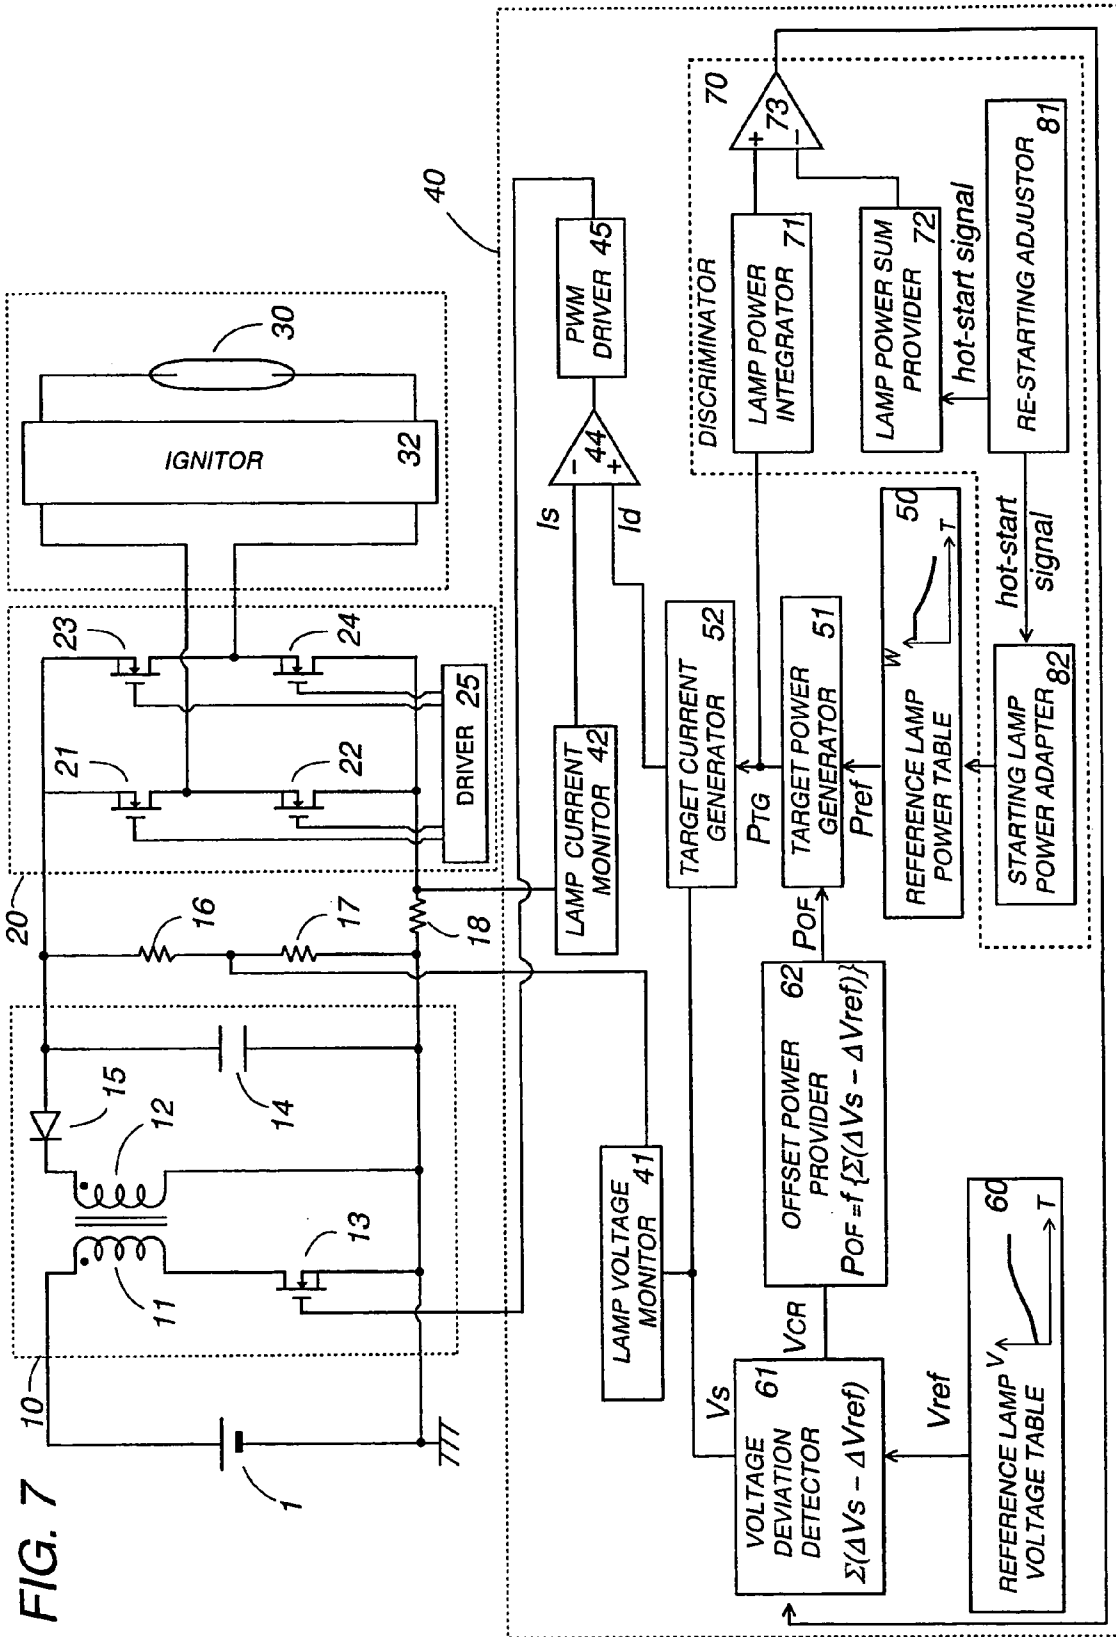 FIG. 7
10
1
11
12
13
14
15
16
17
18
20
21
22
23
24
DRIVER 25
IGNITOR
32
30
40
LAMP VOLTAGE
MONITOR 41
LAMP CURRENT
MONITOR 42
Is
Id
−
+
44
PWM
DRIVER 45
Vs
VOLTAGE
DEVIATION
DETECTOR
61
Σ(ΔVs − ΔVref)
VCR
OFFSET POWER
PROVIDER
62
POF = f {Σ(ΔVs − ΔVref)}
POF
TARGET CURRENT
GENERATOR 52
PTG
TARGET POWER
GENERATOR 51
Pref
REFERENCE LAMP
POWER TABLE
50
W
T
Vref
REFERENCE LAMP
VOLTAGE TABLE
60
V
T
DISCRIMINATOR
70
LAMP POWER
INTEGRATOR 71
+
−
73
LAMP POWER SUM
PROVIDER 72
hot-start signal
RE-STARTING ADJUSTOR
81
hot-start
signal
STARTING LAMP
POWER ADAPTER
82